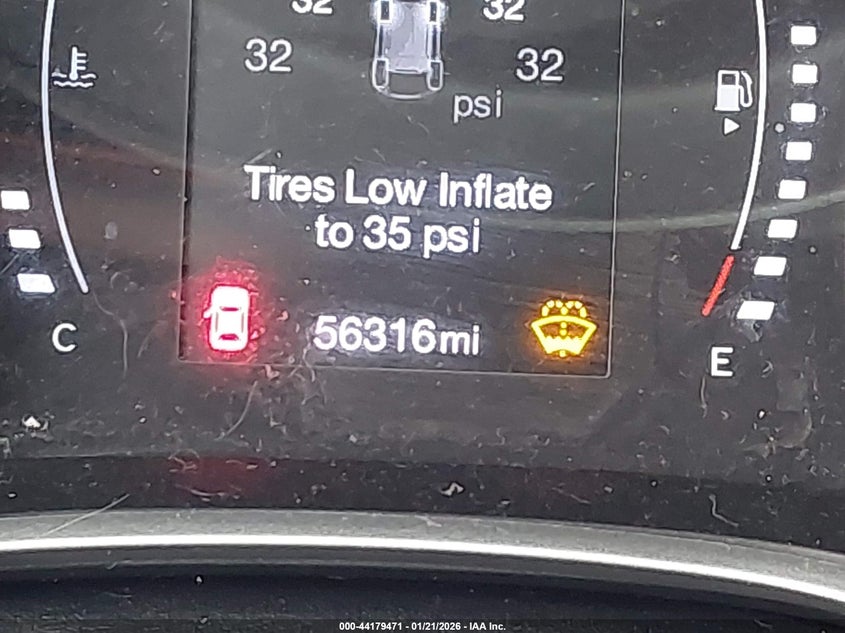 32 32
32 32
psi
Tires Low Inflate
to 35 psi
56316mi
C
E
000-44179471 - 01/21/2026 - IAA Inc.